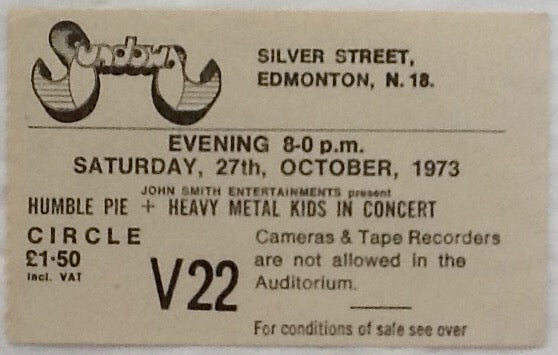 Sundown
SILVER STREET,
EDMONTON, N.18.
EVENING 8-0 p.m.
SATURDAY, 27th, OCTOBER, 1973
JOHN SMITH ENTERTAINMENTS present
HUMBLE PIE + HEAVY METAL KIDS IN CONCERT
CIRCLE
£1·50
incl. VAT
V22
Cameras & Tape Recorders
are not allowed in the
Auditorium.
For conditions of sale see over